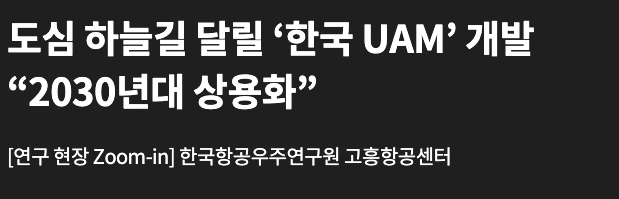 도심 하늘길 달릴 ‘한국 UAM’ 개발
“2030년대 상용화”
[연구 현장 Zoom-in] 한국항공우주연구원 고흥항공센터